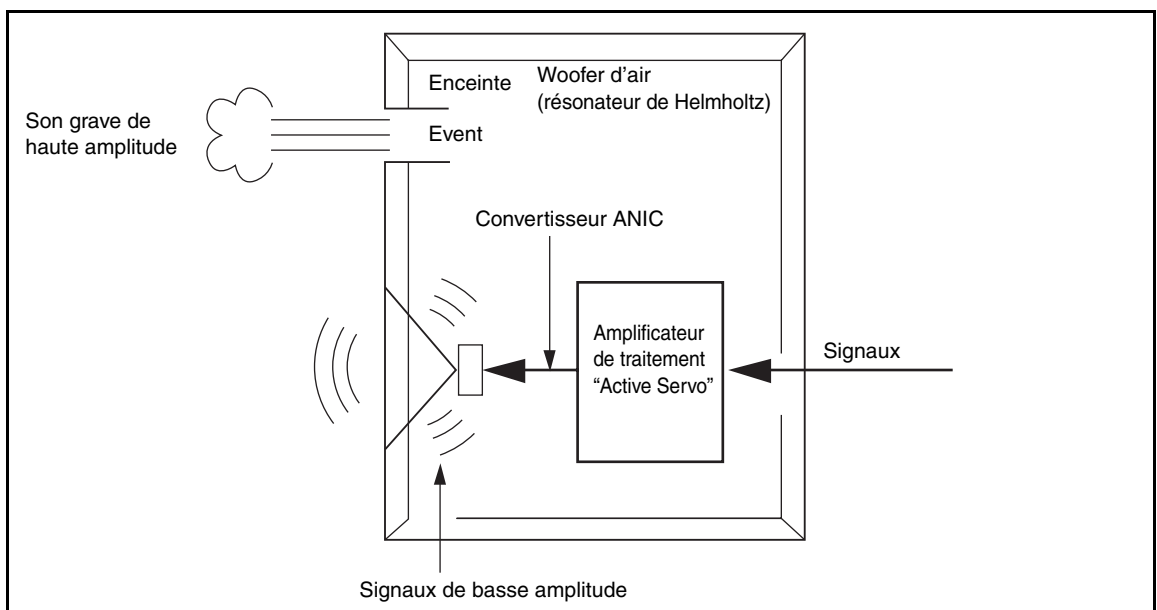 Enceinte
Woofer d'air
(résonateur de Helmholtz)
Son grave de
haute amplitude
Event
Convertisseur ANIC
Amplificateur
de traitement
“Active Servo”
Signaux
Signaux de basse amplitude